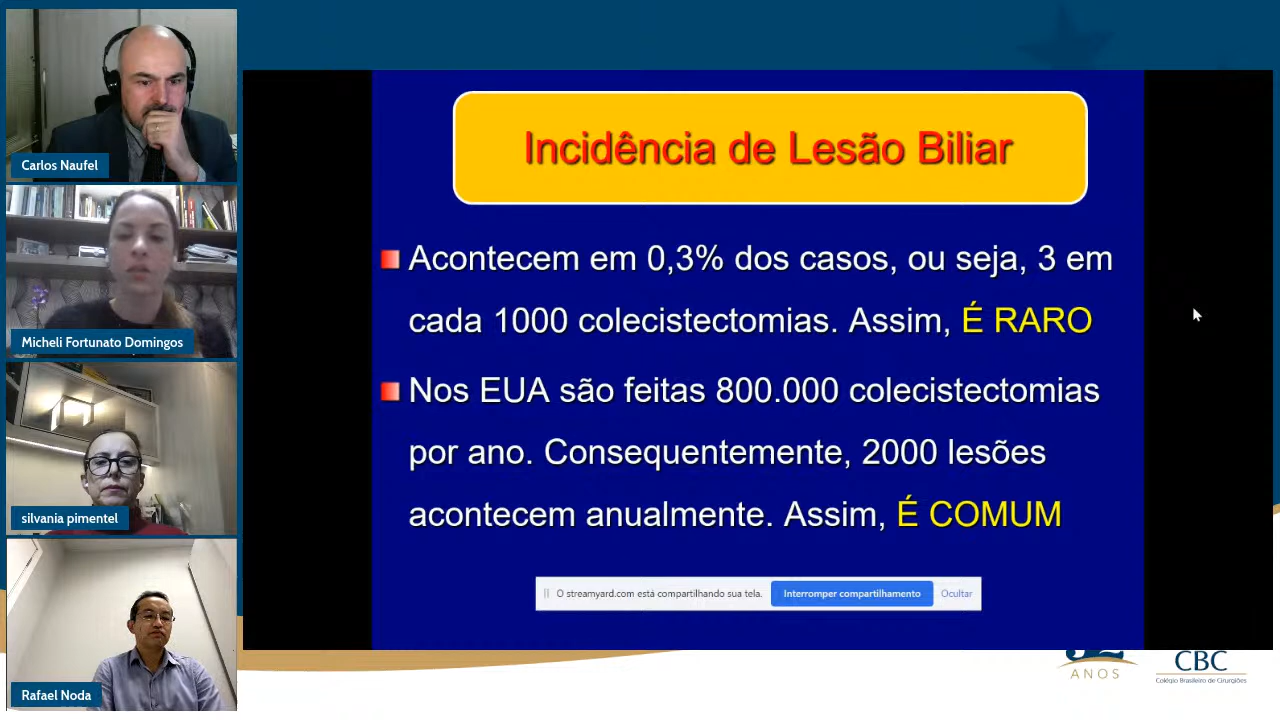 Carlos Naufel
Micheli Fortunato Domingos
silvania pimentel
Rafael Noda
Incidência de Lesão Biliar
Acontecem em 0,3% dos casos, ou seja, 3 em
cada 1000 colecistectomias. Assim, É RARO
Nos EUA são feitas 800.000 colecistectomias
por ano. Consequentemente, 2000 lesões
acontecem anualmente. Assim, É COMUM
O streamyard.com está compartilhando sua tela.
Interromper compartilhamento
Ocultar
ANOS
CBC
Colégio Brasileiro de Cirurgiões